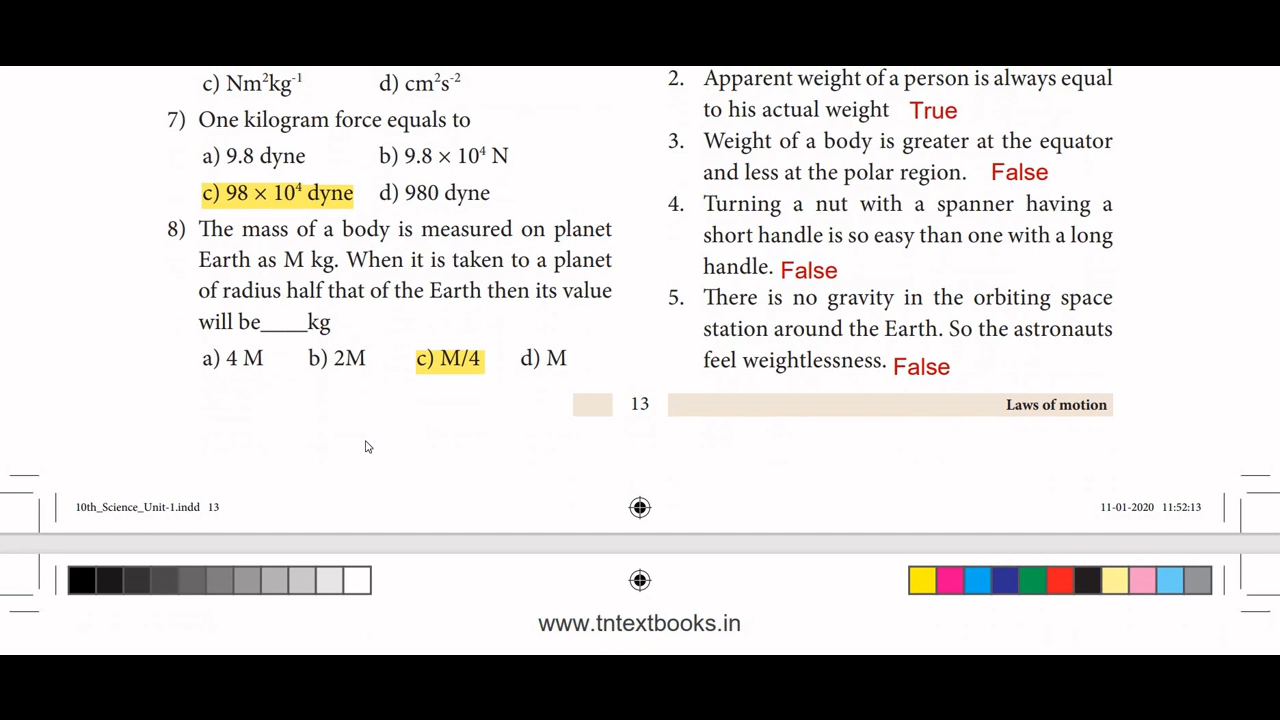 c) Nm²kg⁻¹ d) cm²s⁻²
7) One kilogram force equals to
a) 9.8 dyne b) 9.8 × 10⁴ N
c) 98 × 10⁴ dyne d) 980 dyne
8) The mass of a body is measured on planet
Earth as M kg. When it is taken to a planet
of radius half that of the Earth then its value
will be____kg
a) 4 M b) 2M c) M/4 d) M
2. Apparent weight of a person is always equal
to his actual weight True
3. Weight of a body is greater at the equator
and less at the polar region. False
4. Turning a nut with a spanner having a
short handle is so easy than one with a long
handle. False
5. There is no gravity in the orbiting space
station around the Earth. So the astronauts
feel weightlessness. False
13 Laws of motion
10th_Science_Unit-1.indd 13 11-01-2020 11:52:13
www.tntextbooks.in